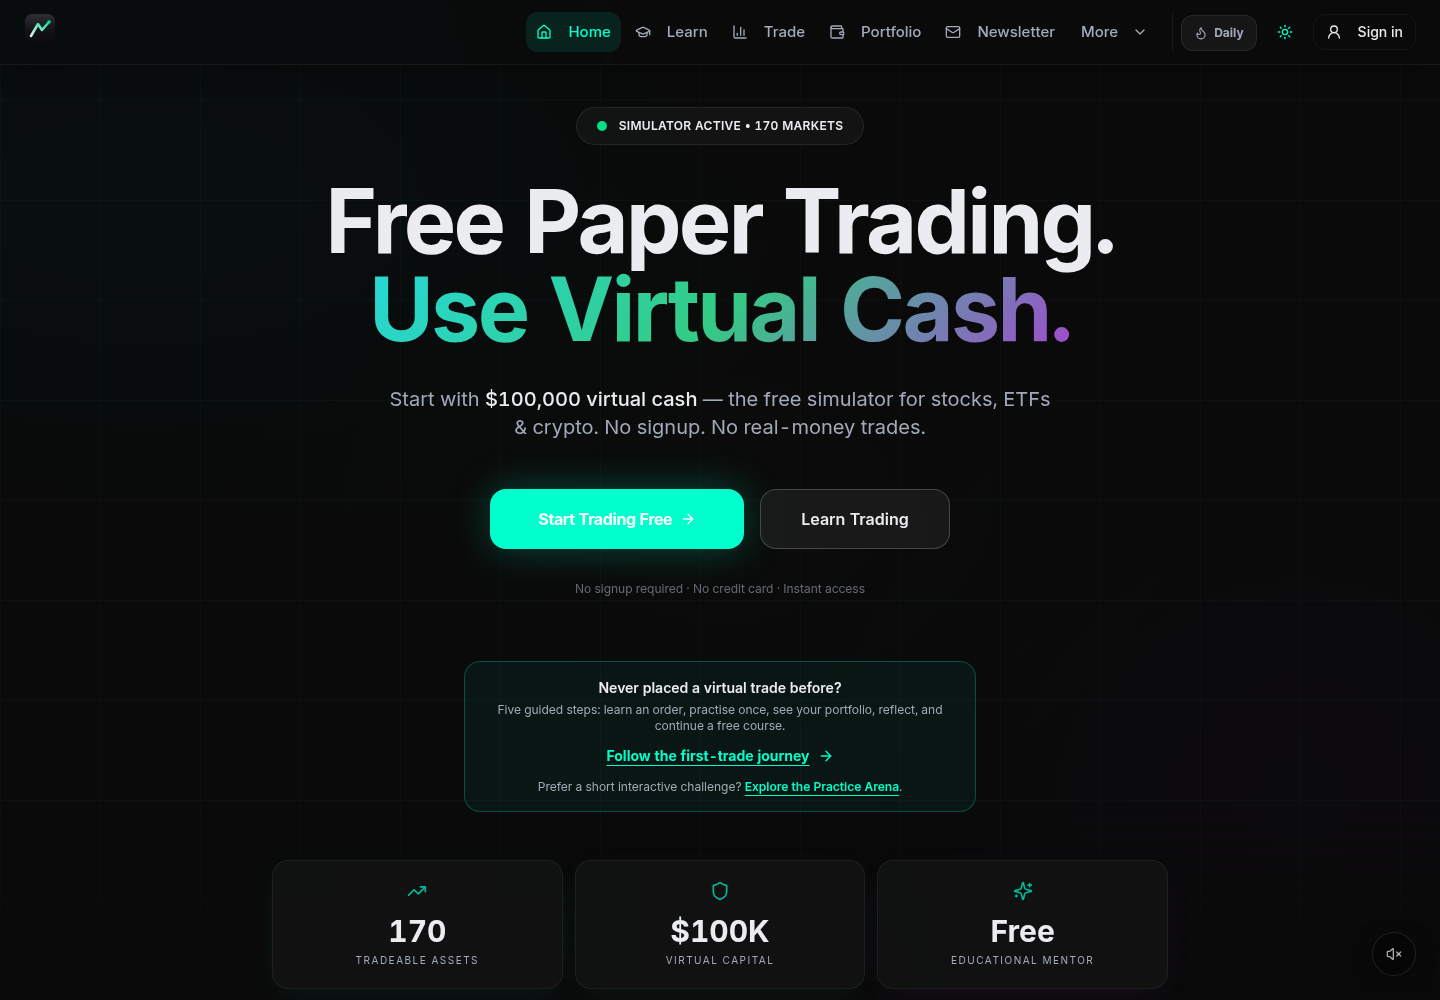 Home
Learn
Trade
Portfolio
Newsletter
More
Daily
Sign in
SIMULATOR ACTIVE • 170 MARKETS
Free Paper Trading.
Use Virtual Cash.
Start with $100,000 virtual cash — the free simulator for stocks, ETFs
& crypto. No signup. No real-money trades.
Start Trading Free →
Learn Trading
No signup required · No credit card · Instant access
Never placed a virtual trade before?
Five guided steps: learn an order, practise once, see your portfolio, reflect, and
continue a free course.
Follow the first-trade journey →
Prefer a short interactive challenge? Explore the Practice Arena.
170
TRADEABLE ASSETS
$100K
VIRTUAL CAPITAL
Free
EDUCATIONAL MENTOR